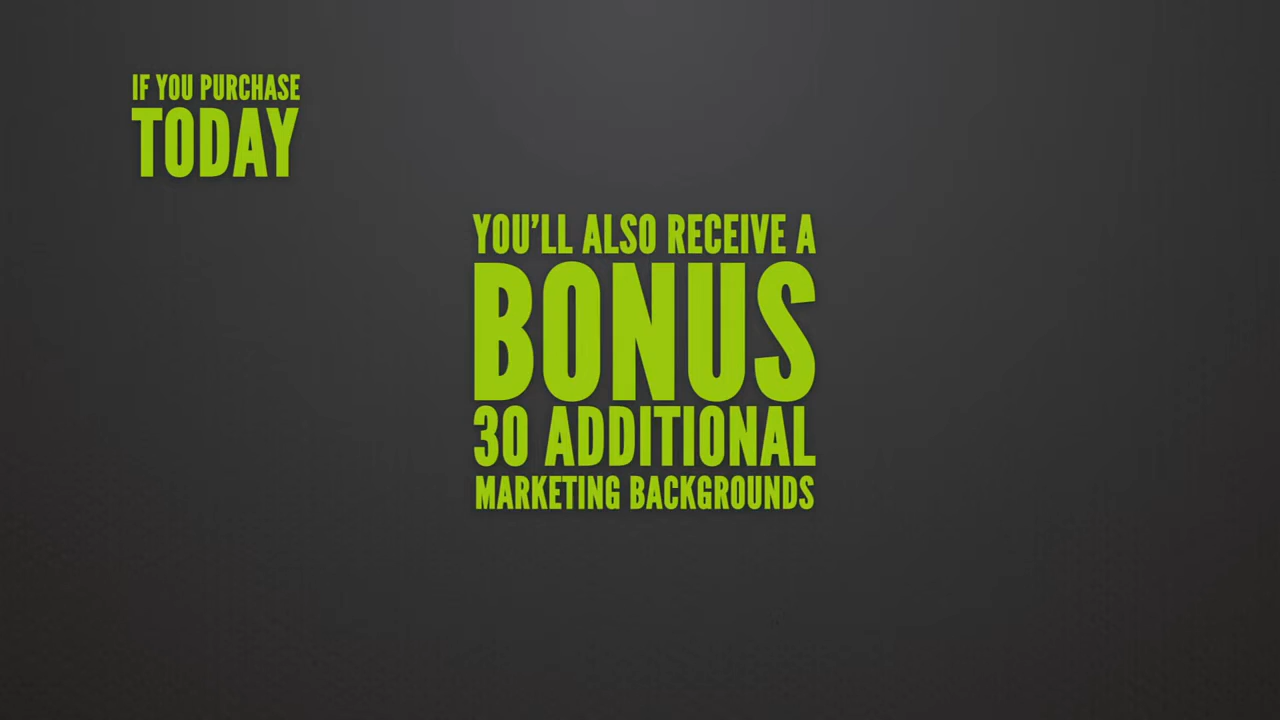 IF YOU PURCHASE
TODAY
YOU’LL ALSO RECEIVE A
BONUS
30 ADDITIONAL
MARKETING BACKGROUNDS